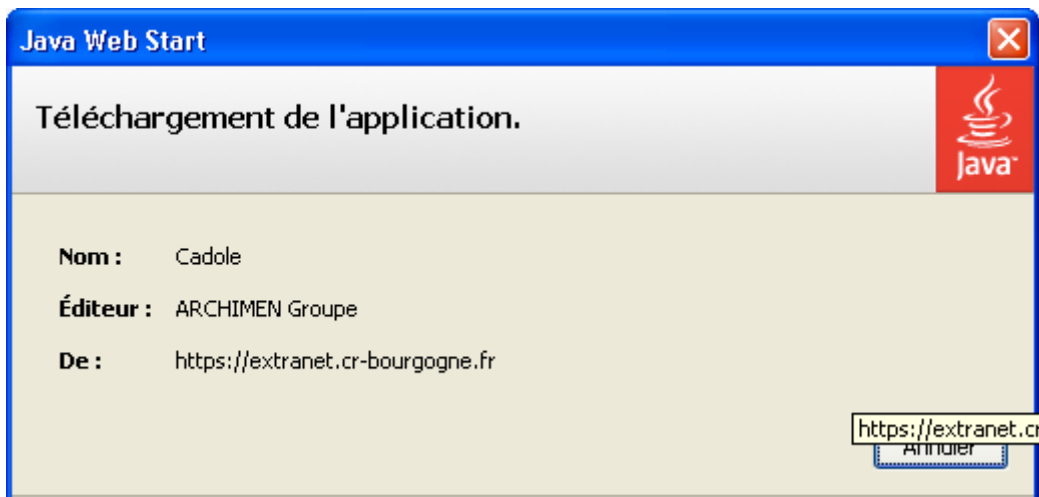 Java Web Start
Téléchargement de l'application.
Java
Nom : Cadole
Éditeur : ARCHIMEN Groupe
De : https://extranet.cr-bourgogne.fr
https://extranet.cr
Annuler